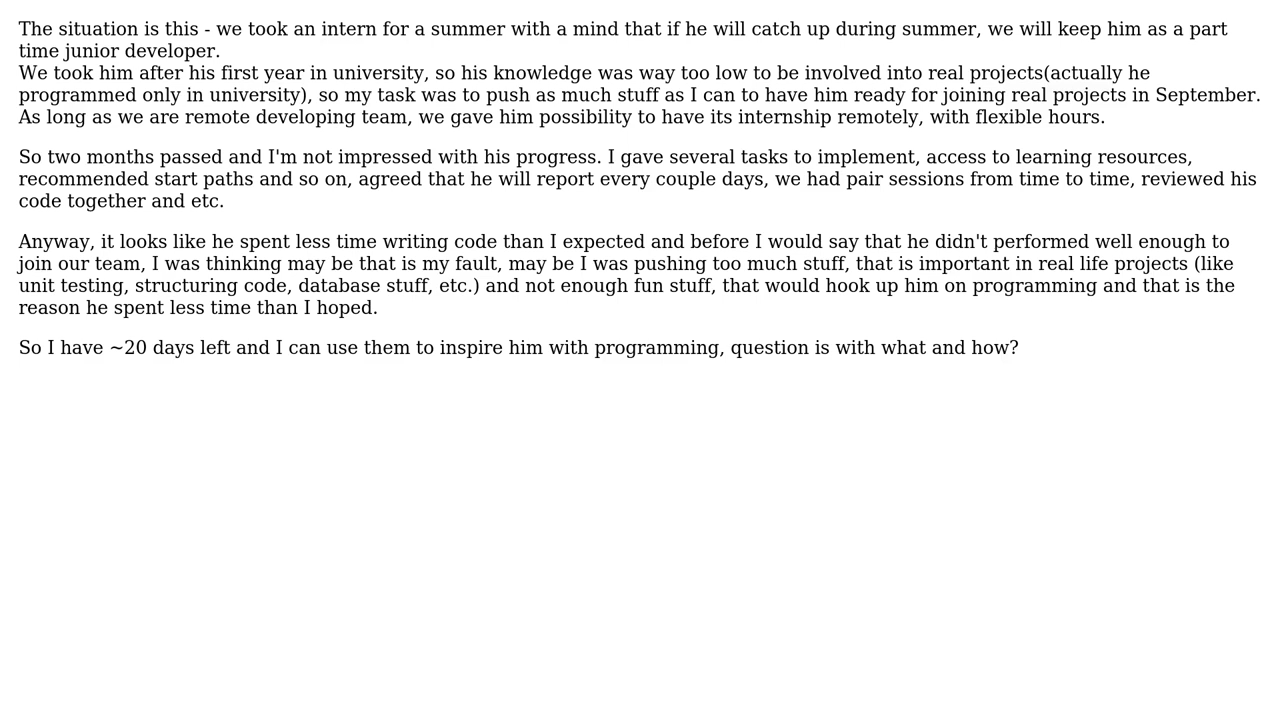 The situation is this - we took an intern for a summer with a mind that if he will catch up during summer, we will keep him as a part
time junior developer.
We took him after his first year in university, so his knowledge was way too low to be involved into real projects(actually he
programmed only in university), so my task was to push as much stuff as I can to have him ready for joining real projects in September.
As long as we are remote developing team, we gave him possibility to have its internship remotely, with flexible hours.
So two months passed and I'm not impressed with his progress. I gave several tasks to implement, access to learning resources,
recommended start paths and so on, agreed that he will report every couple days, we had pair sessions from time to time, reviewed his
code together and etc.
Anyway, it looks like he spent less time writing code than I expected and before I would say that he didn't performed well enough to
join our team, I was thinking may be that is my fault, may be I was pushing too much stuff, that is important in real life projects (like
unit testing, structuring code, database stuff, etc.) and not enough fun stuff, that would hook up him on programming and that is the
reason he spent less time than I hoped.
So I have ~20 days left and I can use them to inspire him with programming, question is with what and how?